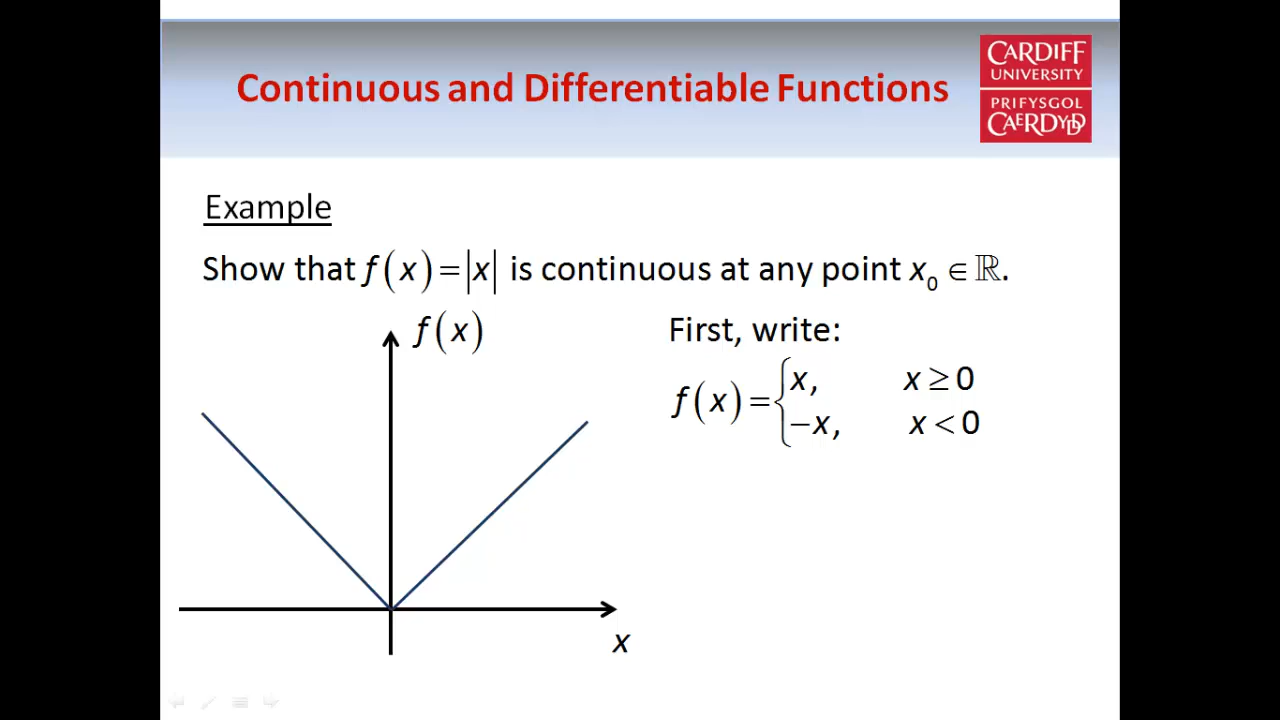 Continuous and Differentiable Functions
CARDIFF
UNIVERSITY
PRIFYSGOL
CAERDYDD
Example
Show that f(x) = |x| is continuous at any point x₀ ∈ ℝ.
f(x)
First, write:
f(x) = { x, x ≥ 0
−x, x < 0
x